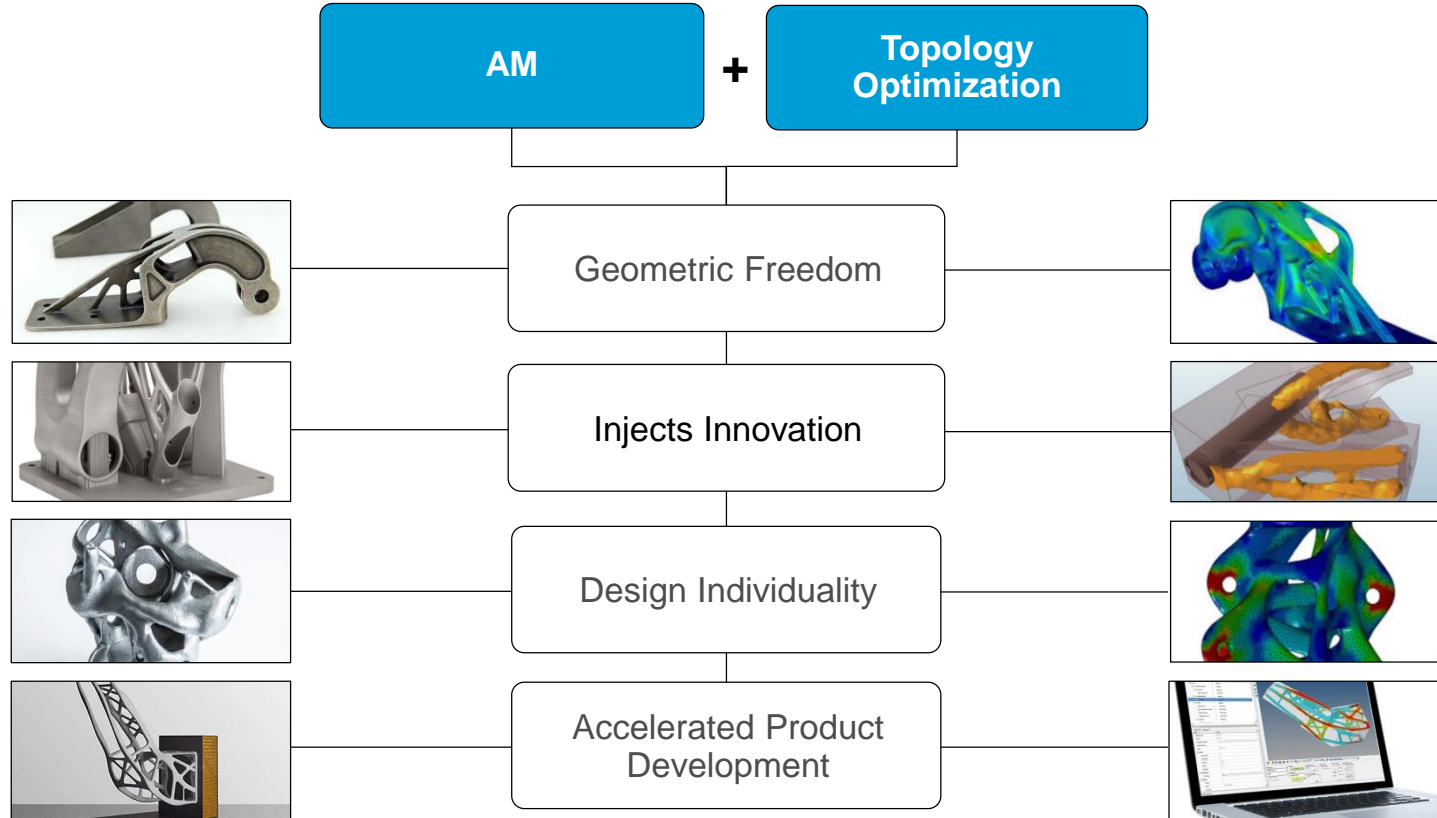 AM
+
Topology
Optimization
Geometric Freedom
Injects Innovation
Design Individuality
Accelerated Product
Development